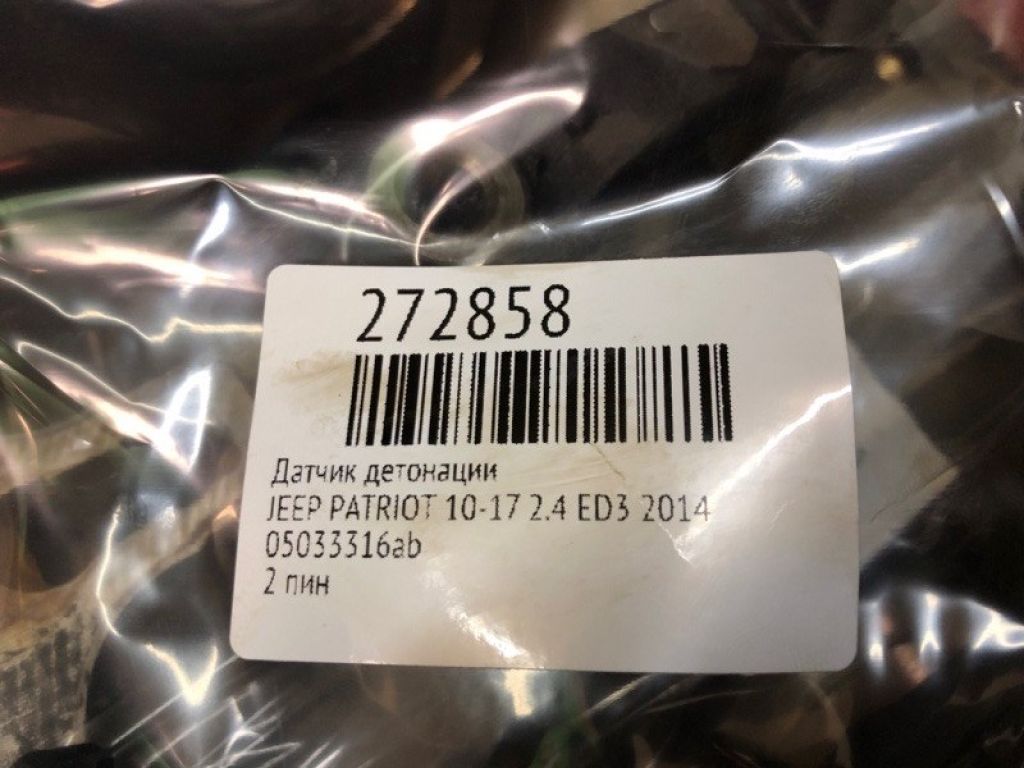 272858
Датчик детонации
JEEP PATRIOT 10-17 2.4 ED3 2014
05033316ab
2 пин